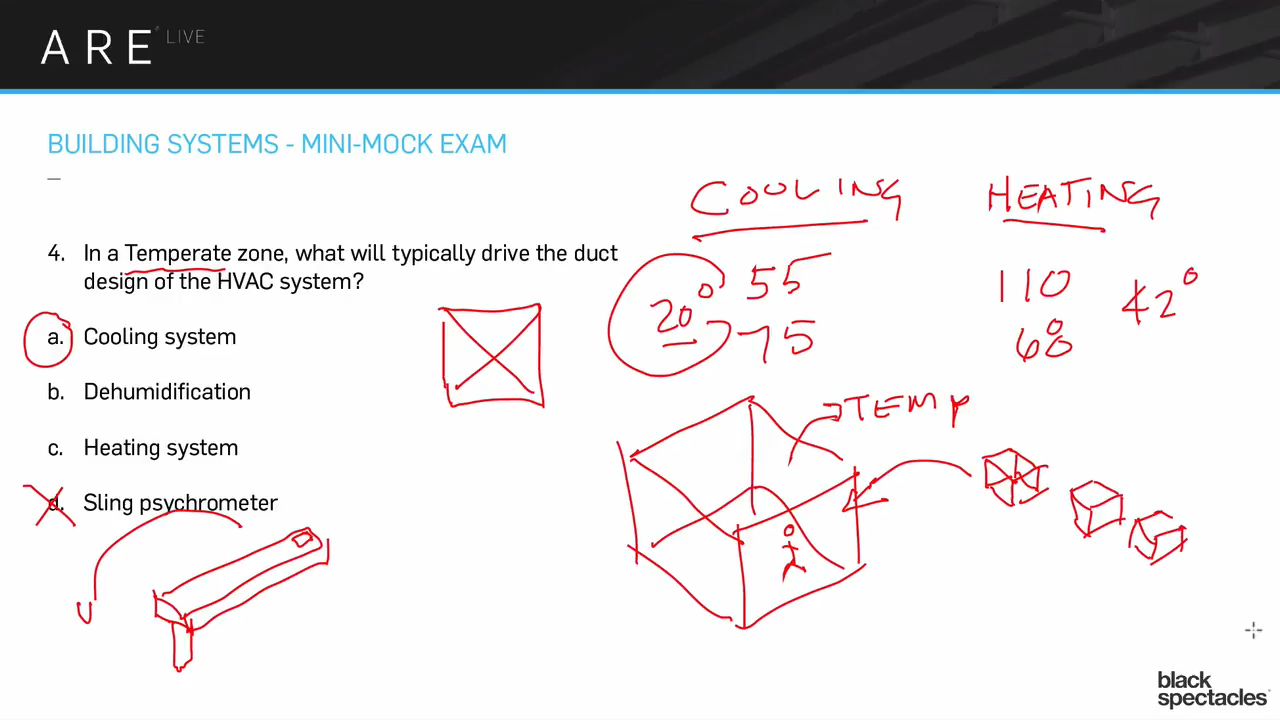 ARE LIVE
BUILDING SYSTEMS - MINI-MOCK EXAM
4. In a Temperate zone, what will typically drive the duct
design of the HVAC system?
a. Cooling system
b. Dehumidification
c. Heating system
d. Sling psychrometer
COOLING HEATING
20° 55 110 42°
75 68°
TEMP
black
spectacles